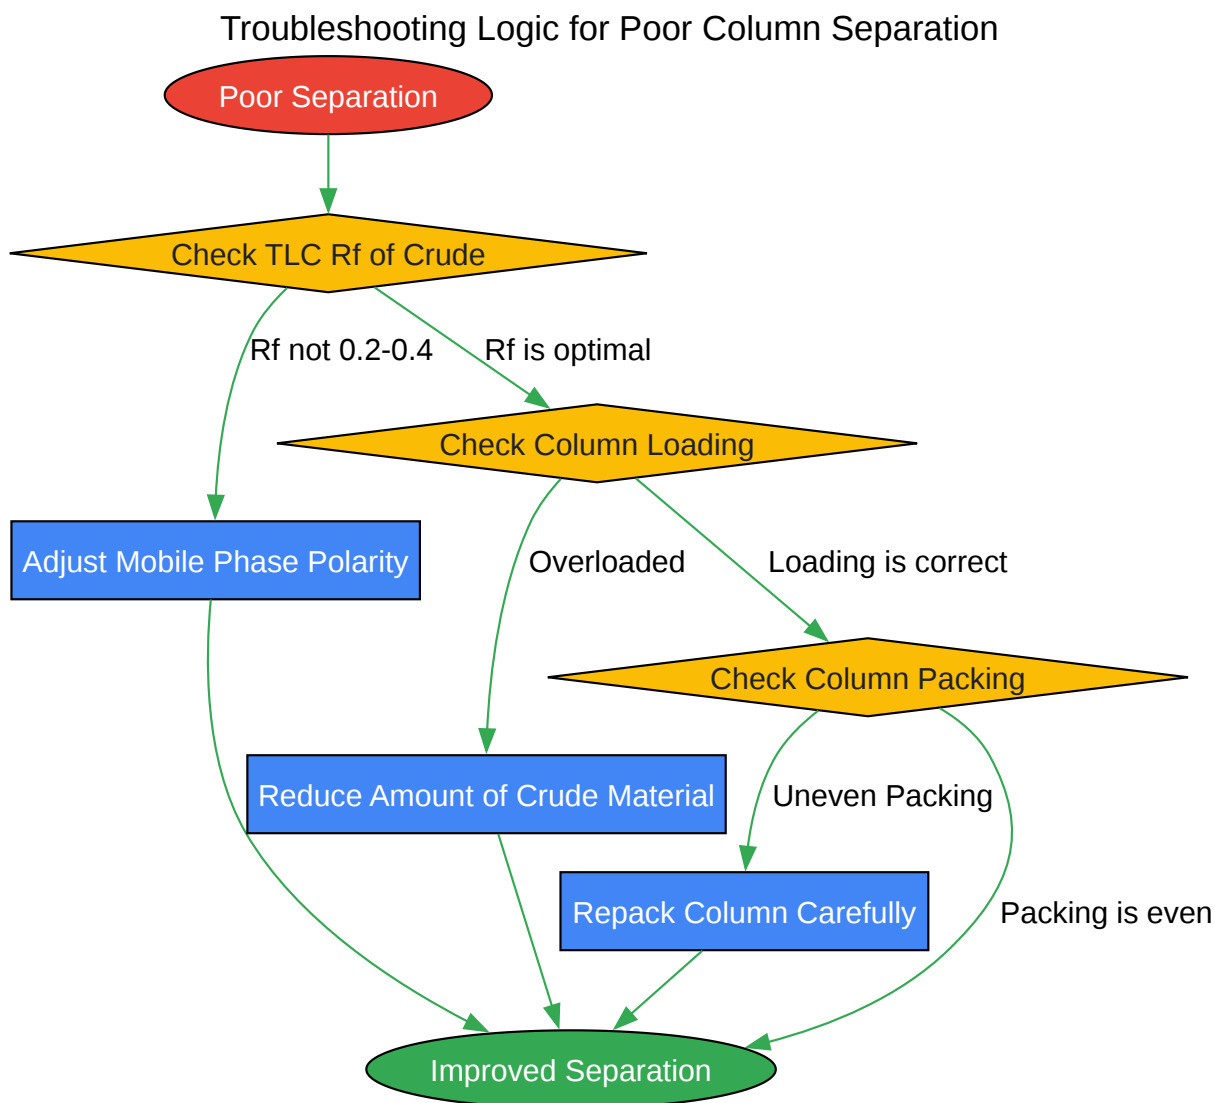 Troubleshooting Logic for Poor Column Separation
Poor Separation
Check TLC Rf of Crude
Rf not 0.2-0.4
Rf is optimal
Check Column Loading
Adjust Mobile Phase Polarity
Overloaded
Loading is correct
Check Column Packing
Reduce Amount of Crude Material
Uneven Packing
Repack Column Carefully
Packing is even
Improved Separation